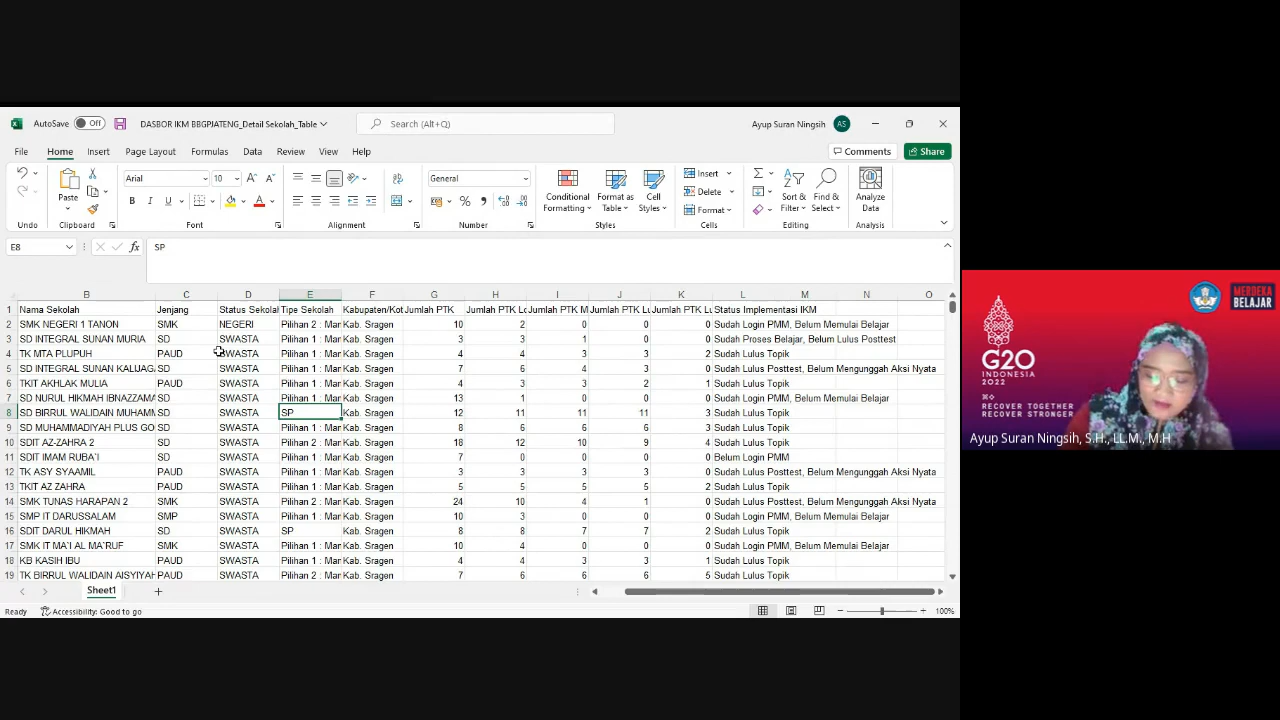 AutoSave Off DASBOR IKM BBGPJATENG_Detail Sekolah_Table Search (Alt+Q) Ayup Suran Ningsih AS
File Home Insert Page Layout Formulas Data Review View Help Comments Share
Undo Paste Clipboard
Arial 10 Font
Alignment
General Number
Conditional Formatting Format as Table Cell Styles Styles
Insert Delete Format Cells
Sort & Filter Find & Select Editing
Analyze Data Analysis
E8 fx SP
B C D E F G H I J K L M N O
1 Nama Sekolah Jenjang Status Sekolah Tipe Sekolah Kabupaten/Kot Jumlah PTK Jumlah PTK Lo Jumlah PTK M Jumlah PTK Lu Jumlah PTK Lu Status Implementasi IKM
2 SMK NEGERI 1 TANON SMK NEGERI Pilihan 2 : Man Kab. Sragen 10 2 0 0 0 Sudah Login PMM, Belum Memulai Belajar
3 SD INTEGRAL SUNAN MURIA SD SWASTA Pilihan 1 : Man Kab. Sragen 3 3 1 0 0 Sudah Proses Belajar, Belum Lulus Postest
4 TK MTA PLUPUH PAUD SWASTA Pilihan 1 : Man Kab. Sragen 4 4 3 3 2 Sudah Lulus Topik
5 SD INTEGRAL SUNAN KALIJAGA SD SWASTA Pilihan 1 : Man Kab. Sragen 7 6 4 3 0 Sudah Lulus Posttest, Belum Mengunggah Aksi Nyata
6 TKIT AKHLAK MULIA PAUD SWASTA Pilihan 1 : Man Kab. Sragen 4 3 3 2 1 Sudah Lulus Topik
7 SD NURUL HIKMAH IBNAZZAMA SD SWASTA Pilihan 1 : Man Kab. Sragen 13 1 0 0 0 Sudah Login PMM, Belum Memulai Belajar
8 SD BIRRUL WALIDAIN MUHAMM SD SWASTA SP Kab. Sragen 12 11 11 11 3 Sudah Lulus Topik
9 SD MUHAMMADIYAH PLUS GO SD SWASTA Pilihan 1 : Man Kab. Sragen 8 6 6 6 3 Sudah Lulus Topik
10 SDIT AZ-ZAHRA 2 SD SWASTA Pilihan 2 : Man Kab. Sragen 18 12 10 9 4 Sudah Lulus Topik
11 SDIT IMAM RUBA`I SD SWASTA Pilihan 1 : Man Kab. Sragen 7 0 0 0 0 Belum Login PMM
12 TK ASY SYAAMIL PAUD SWASTA Pilihan 1 : Man Kab. Sragen 3 3 3 3 0 Sudah Lulus Posttest, Belum Mengunggah Aksi Nyata
13 TKIT AZ ZAHRA PAUD SWASTA Pilihan 1 : Man Kab. Sragen 5 5 5 5 2 Sudah Lulus Topik
14 SMK TUNAS HARAPAN 2 SMK SWASTA Pilihan 2 : Man Kab. Sragen 24 10 4 1 0 Sudah Lulus Posttest, Belum Mengunggah Aksi Nyata
15 SMP IT DARUSSALAM SMP SWASTA Pilihan 1 : Man Kab. Sragen 10 3 0 0 0 Sudah Login PMM, Belum Memulai Belajar
16 SDIT DARUL HIKMAH SD SWASTA SP Kab. Sragen 8 8 7 7 2 Sudah Lulus Topik
17 SMK IT MA`I AL MA`RUF SMK SWASTA Pilihan 1 : Man Kab. Sragen 10 4 0 0 0 Sudah Login PMM, Belum Memulai Belajar
18 KB KASIH IBU PAUD SWASTA Pilihan 1 : Man Kab. Sragen 4 4 3 3 1 Sudah Lulus Topik
19 TK BIRRUL WALIDAIN AISYIYAH PAUD SWASTA Pilihan 2 : Man Kab. Sragen 7 6 6 6 5 Sudah Lulus Topik
Sheet1
Ready Accessibility: Good to go 100%
MERDEKA
BELAJAR
G20
INDONESIA
2022
RECOVER TOGETHER
RECOVER STRONGER
Ayup Suran Ningsih, S.H., LL.M., M.H